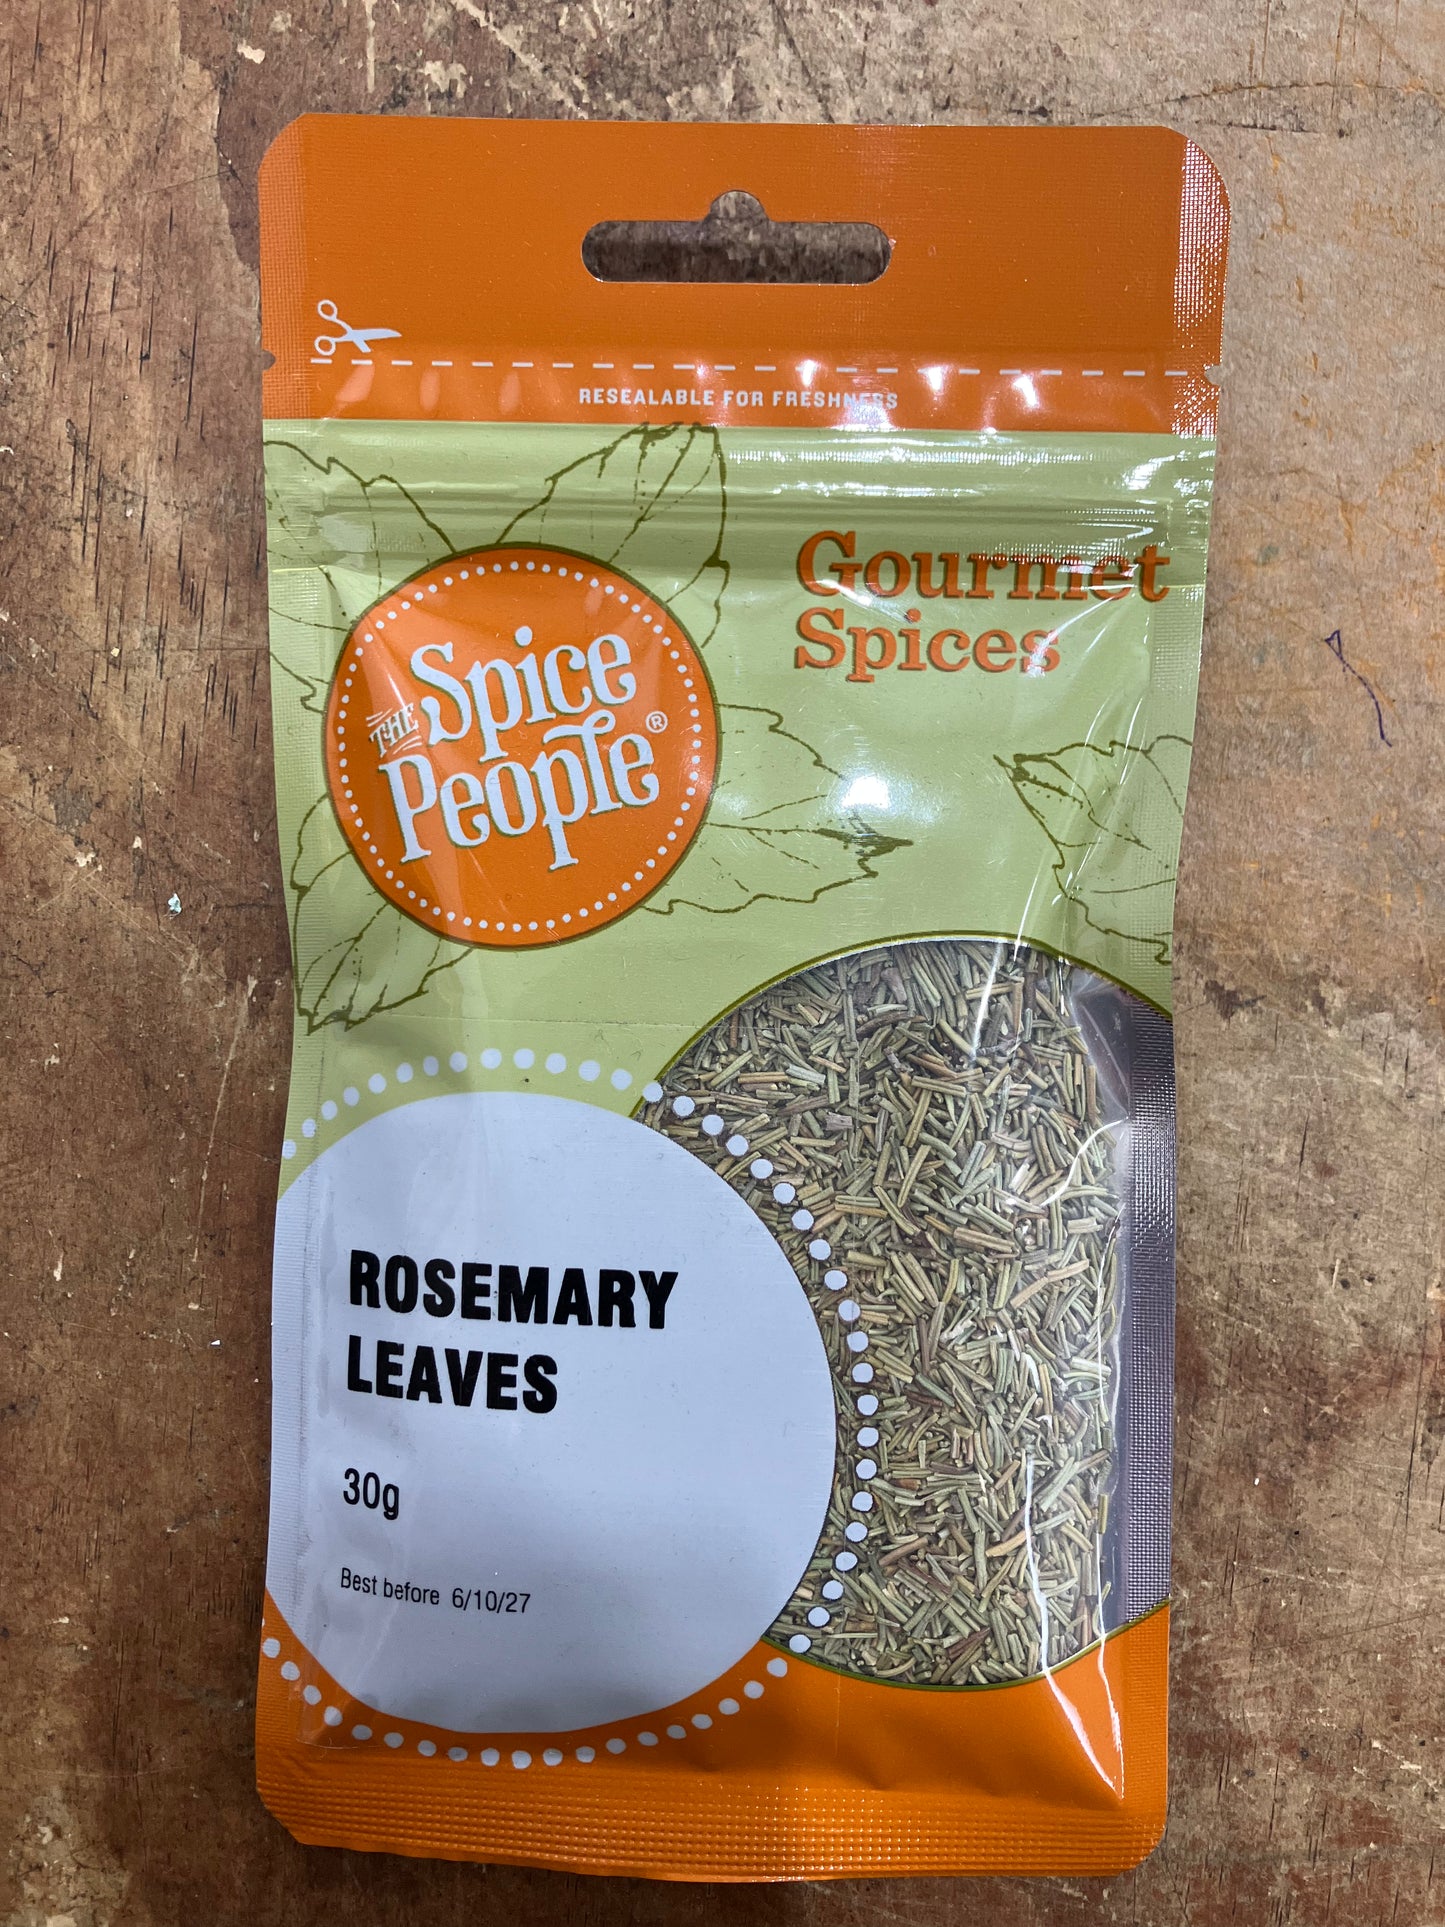 RESEALABLE FOR FRESHNESS
Gourmet
Spices
THE Spice
People®
ROSEMARY
LEAVES
30g
Best before 6/10/27